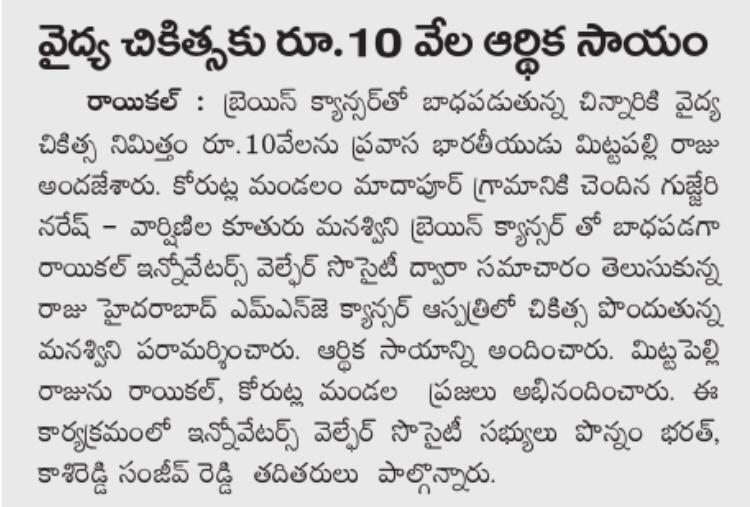 వైద్య చికిత్సకు రూ.10 వేల ఆర్థిక సాయం
రాయికల్ : బ్రెయిన్ క్యాన్సర్‌తో బాధపడుతున్న చిన్నారికి వైద్య
చికిత్స నిమిత్తం రూ.10వేలను ప్రవాస భారతీయుడు మిట్టపల్లి రాజు
అందజేశారు. కోరుట్ల మండలం మాదాపూర్ గ్రామానికి చెందిన గుజ్జేరి
నరేష్ – వార్షిణిల కూతురు మనశ్విని బ్రెయిన్ క్యాన్సర్ తో బాధపడగా
రాయికల్ ఇన్నోవేటర్స్ వెల్ఫేర్ సొసైటీ ద్వారా సమాచారం తెలుసుకున్న
రాజు హైదరాబాద్ ఎమ్ఎన్‌జె క్యాన్సర్ ఆస్పత్రిలో చికిత్స పొందుతున్న
మనశ్విని పరామర్శించారు. ఆర్థిక సాయాన్ని అందించారు. మిట్టపెల్లి
రాజును రాయికల్, కోరుట్ల మండల ప్రజలు అభినందించారు. ఈ
కార్యక్రమంలో ఇన్నోవేటర్స్ వెల్ఫేర్ సొసైటీ సభ్యులు పొన్నం భరత్,
కాశిరెడ్డి సంజీవ్ రెడ్డి తదితరులు పాల్గొన్నారు.